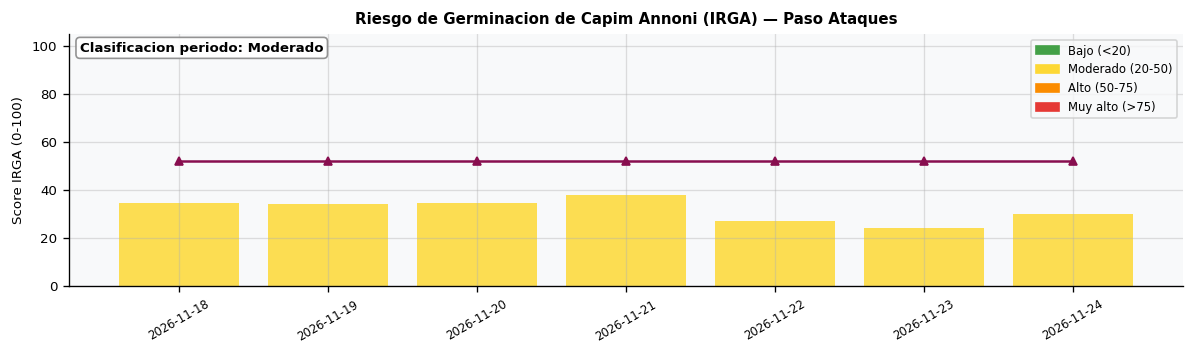 Riesgo de Germinacion de Capim Annoni (IRGA) — Paso Ataques
Clasificacion periodo: Moderado
Bajo (<20)
Moderado (20-50)
Alto (50-75)
Muy alto (>75)
Score IRGA (0-100)
100
80
60
40
20
0
2026-11-18
2026-11-19
2026-11-20
2026-11-21
2026-11-22
2026-11-23
2026-11-24